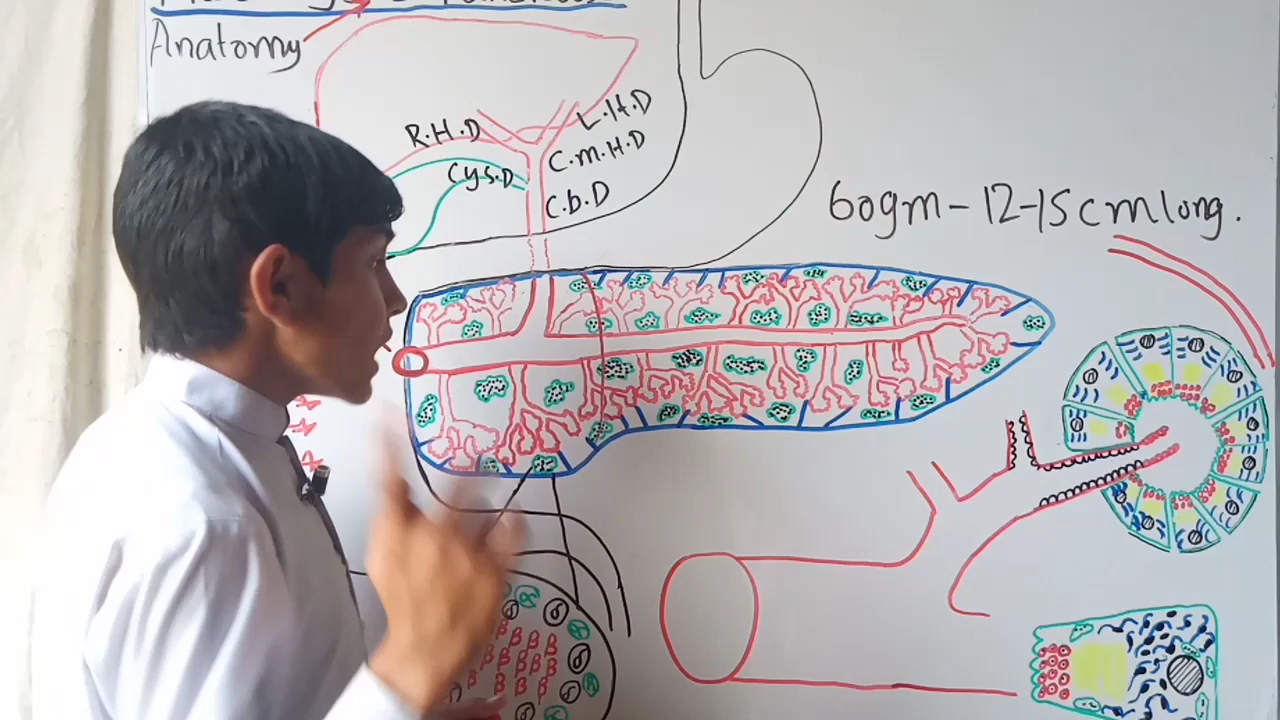 Anatomy
L.H.D
R.H.D
C.m.H.D
Cys.D
C.b.D
60gm - 12-15cm long.